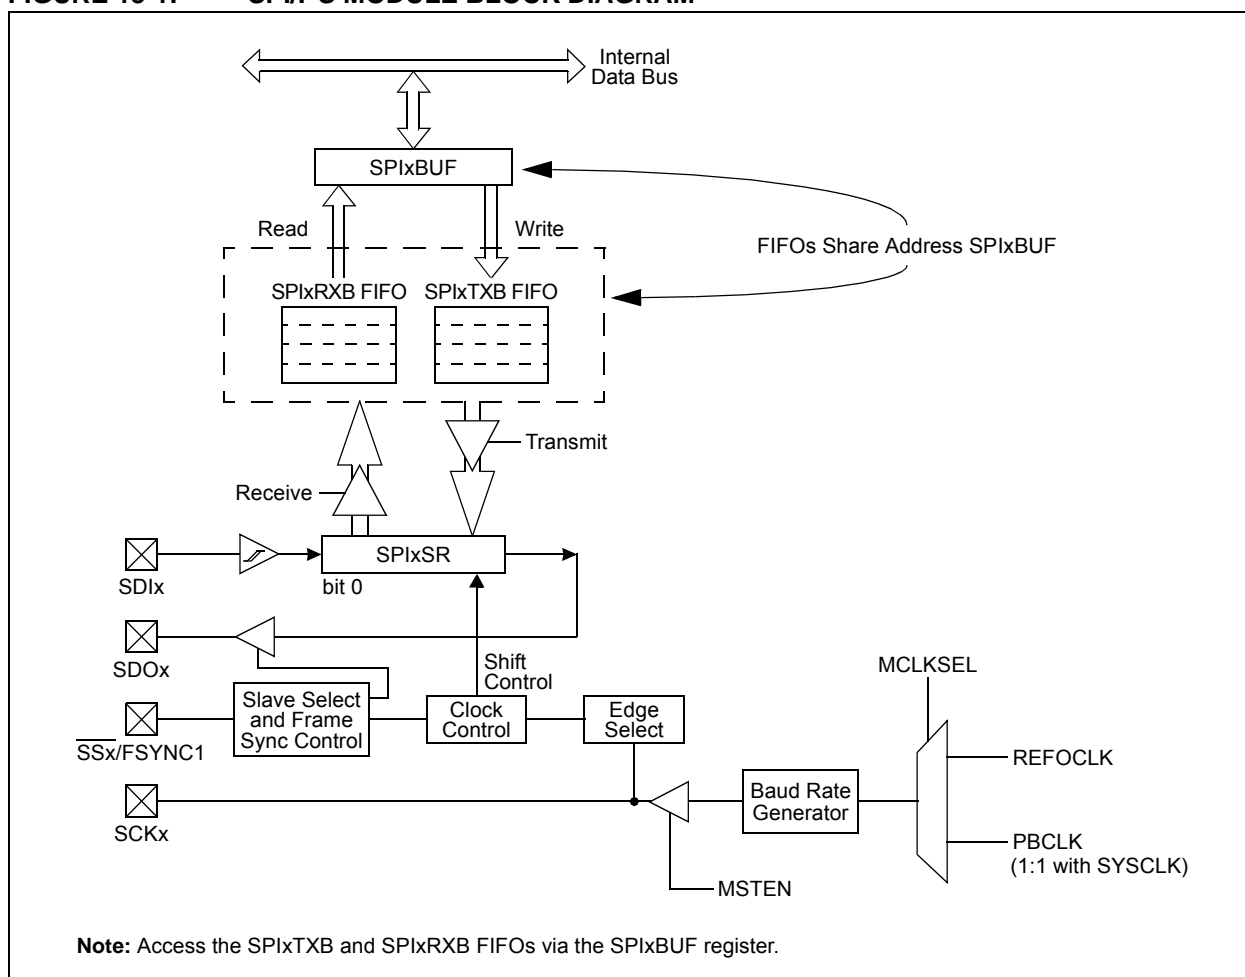 Internal
Data Bus
SPIxBUF
Read
Write
FIFOs Share Address SPIxBUF
SPIxRXB FIFO
SPIxTXB FIFO
Transmit
Receive
SPIxSR
SDIx
bit 0
SDOx
Shift
Control
MCLKSEL
Slave Select
and Frame
Sync Control
Clock
Control
Edge
Select
SSx/FSYNC1
REFOCLK
Baud Rate
Generator
SCKx
PBCLK
(1:1 with SYSCLK)
MSTEN
Note: Access the SPIxTXB and SPIxRXB FIFOs via the SPIxBUF register.